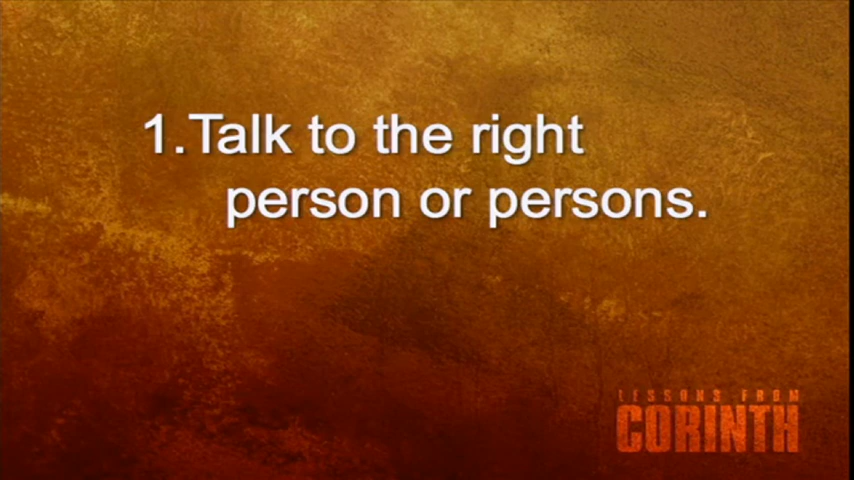 1.Talk to the right
person or persons.
LESSONS FROM
CORINTH